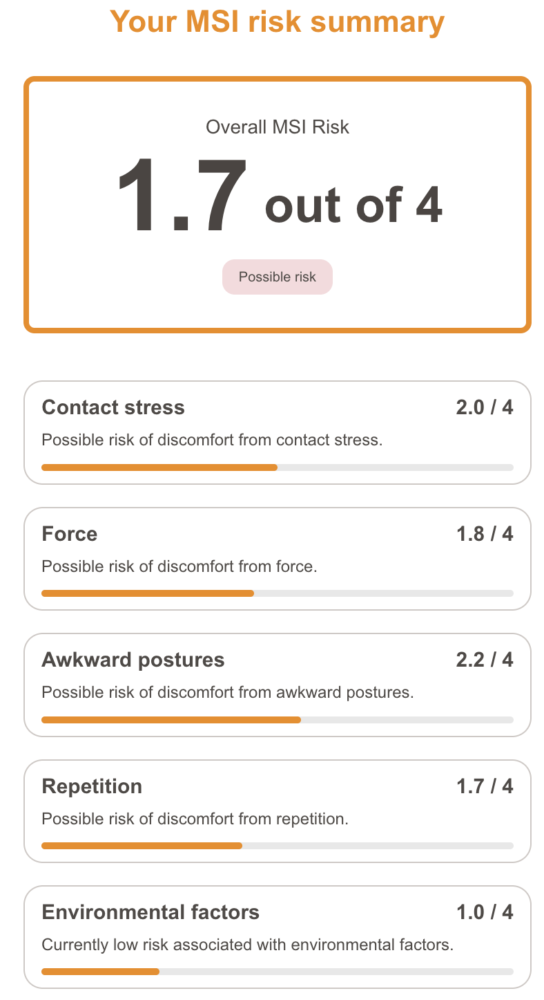 Your MSI risk summary
Overall MSI Risk
1.7 out of 4
Possible risk
Contact stress 2.0 / 4
Possible risk of discomfort from contact stress.
Force 1.8 / 4
Possible risk of discomfort from force.
Awkward postures 2.2 / 4
Possible risk of discomfort from awkward postures.
Repetition 1.7 / 4
Possible risk of discomfort from repetition.
Environmental factors 1.0 / 4
Currently low risk associated with environmental factors.